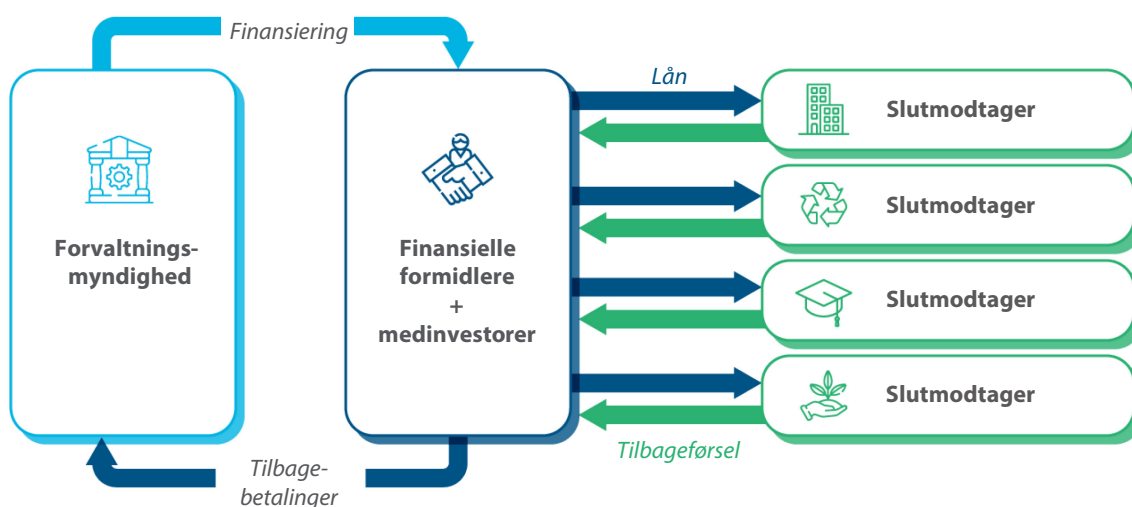 Finansiering
Forvaltnings-
myndighed
Finansielle
formidlere
+
medinvestorer
Lån
Slutmodtager
Slutmodtager
Slutmodtager
Slutmodtager
Tilbageførsel
Tilbage-
betalinger